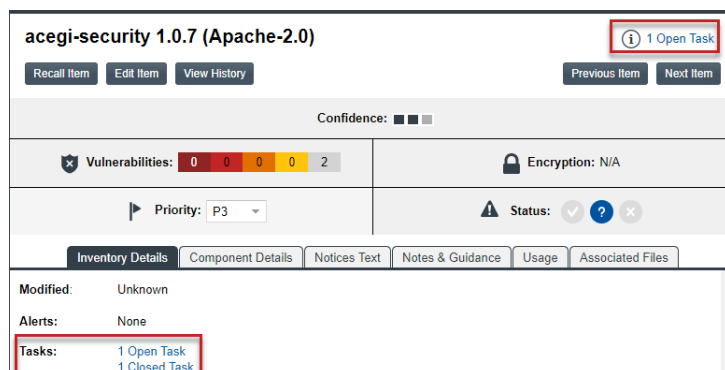 acegi-security 1.0.7 (Apache-2.0)
i 1 Open Task
Recall Item Edit Item View History Previous Item Next Item
Confidence:
Vulnerabilities: 0 0 0 0 2 Encryption: N/A
Priority: P3 Status: ?
Inventory Details Component Details Notices Text Notes & Guidance Usage Associated Files
Modified: Unknown
Alerts: None
Tasks: 1 Open Task
1 Closed Task